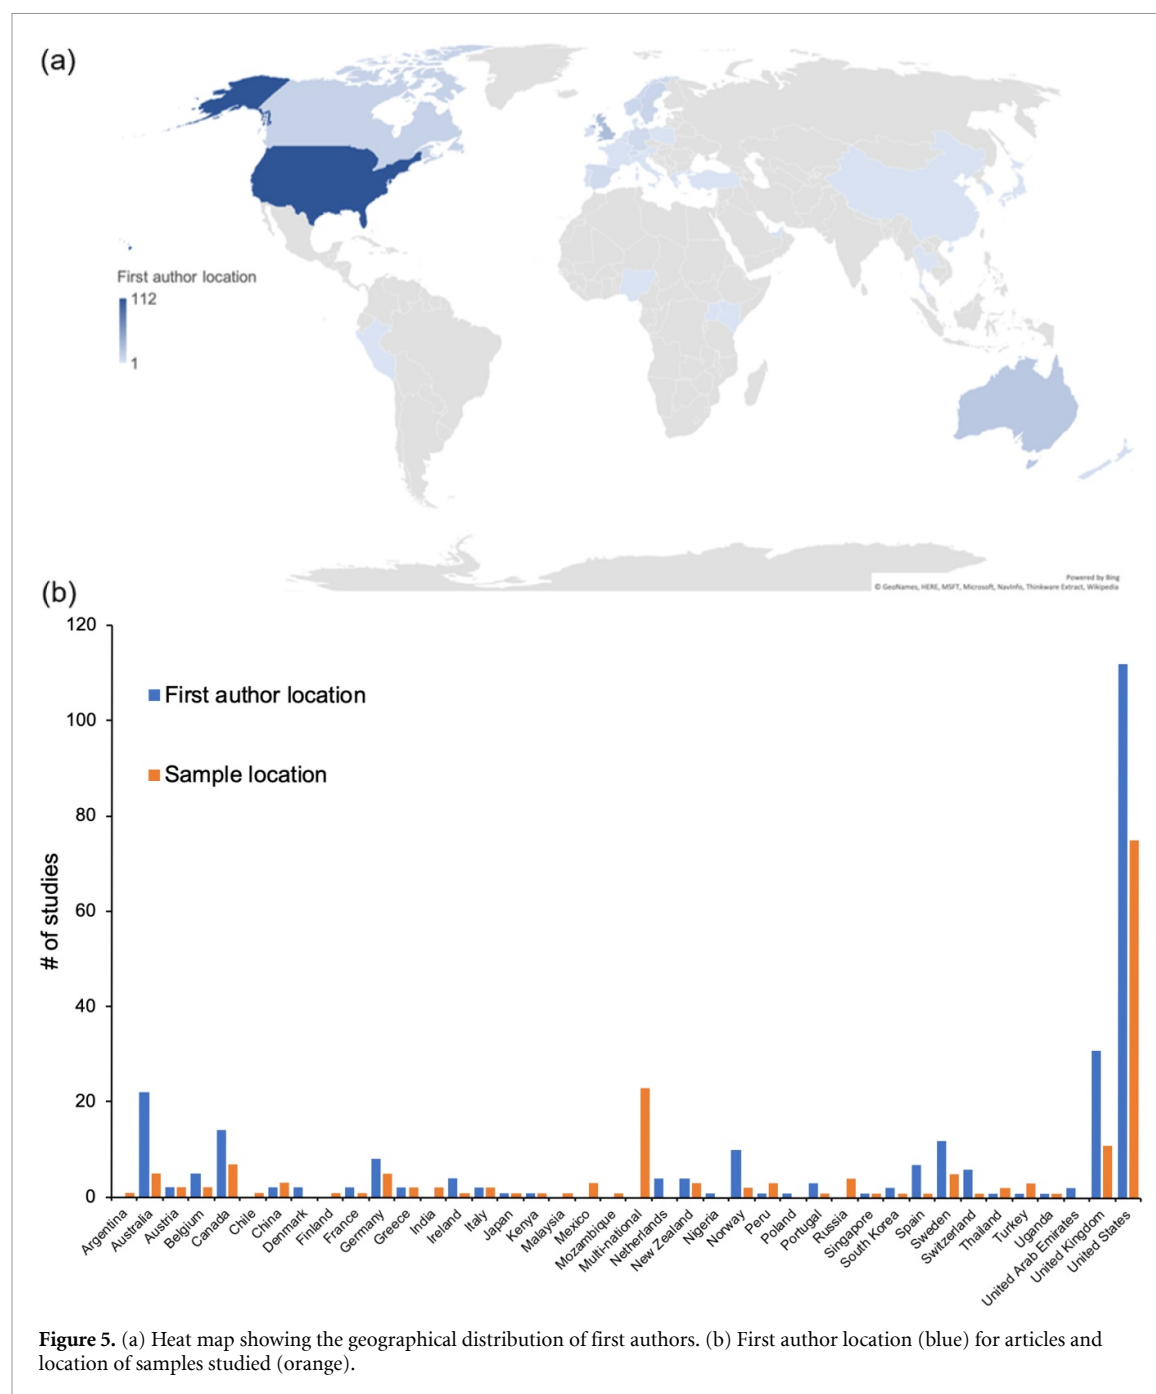 (a)
First author location
112
1
Powered by Bing
© GeoNames, HERE, MSFT, Microsoft, NavInfo, Thinkware Extract, Wikipedia
(b)
120
100
80
60
40
20
0
# of studies
First author location
Sample location
Argentina
Australia
Austria
Belgium
Canada
Chile
China
Denmark
Finland
France
Germany
Greece
India
Ireland
Italy
Japan
Kenya
Malaysia
Mexico
Mozambique
Multi-national
Netherlands
New Zealand
Nigeria
Norway
Peru
Poland
Portugal
Russia
Singapore
South Korea
Spain
Sweden
Switzerland
Thailand
Turkey
Uganda
United Arab Emirates
United Kingdom
United States
Figure 5. (a) Heat map showing the geographical distribution of first authors. (b) First author location (blue) for articles and
location of samples studied (orange).